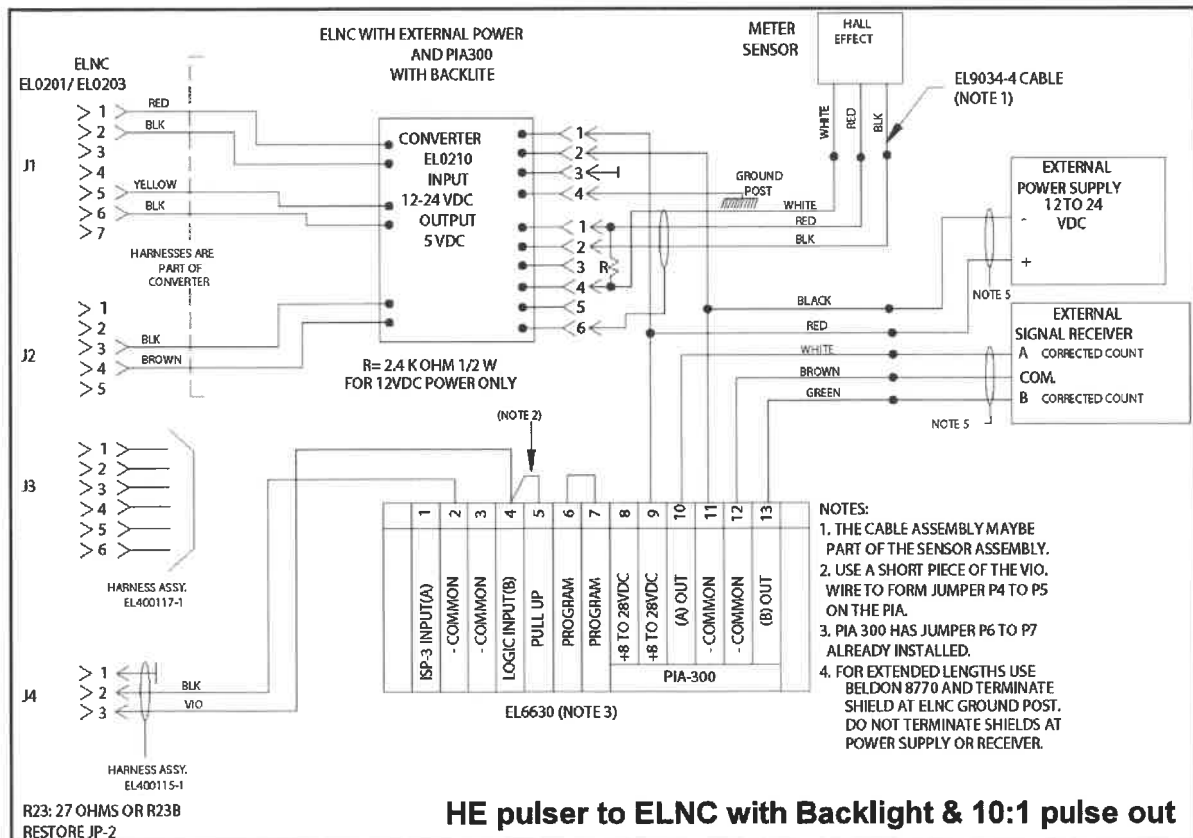 ELNC WITH EXTERNAL POWER
AND PIA300
WITH BACKLITE
METER
SENSOR
HALL
EFFECT
EL9034-4 CABLE
(NOTE 1)
ELNC
EL0201/ EL0203
J1
1
2
3
4
5
6
7
RED
BLK
YELLOW
BLK
HARNESSES ARE
PART OF
CONVERTER
CONVERTER
EL0210
INPUT
12-24 VDC
OUTPUT
5 VDC
1
2
3
4
1
2
3
4
5
6
R
GROUND
POST
WHITE
RED
BLK
WHITE
RED
BLK
EXTERNAL
POWER SUPPLY
12 TO 24
VDC
-
+
NOTE 5
BLACK
RED
WHITE
BROWN
GREEN
EXTERNAL
SIGNAL RECEIVER
A CORRECTED COUNT
COM.
B CORRECTED COUNT
NOTE 5
J2
1
2
3
4
5
BLK
BROWN
R= 2.4 K OHM 1/2 W
FOR 12VDC POWER ONLY
(NOTE 2)
J3
1
2
3
4
5
6
HARNESS ASSY.
EL400117-1
1 2 3 4 5 6 7 8 9 10 11 12 13
ISP-3 INPUT(A)
- COMMON
- COMMON
LOGIC INPUT(B)
PULL UP
PROGRAM
PROGRAM
+8 TO 28VDC
+8 TO 28VDC
(A) OUT
- COMMON
- COMMON
(B) OUT
PIA-300
EL6630 (NOTE 3)
NOTES:
1. THE CABLE ASSEMBLY MAYBE
PART OF THE SENSOR ASSEMBLY.
2. USE A SHORT PIECE OF THE VIO.
WIRE TO FORM JUMPER P4 TO P5
ON THE PIA.
3. PIA 300 HAS JUMPER P6 TO P7
ALREADY INSTALLED.
4. FOR EXTENDED LENGTHS USE
BELDON 8770 AND TERMINATE
SHIELD AT ELNC GROUND POST.
DO NOT TERMINATE SHIELDS AT
POWER SUPPLY OR RECEIVER.
J4
1
2
3
BLK
VIO
HARNESS ASSY.
EL400115-1
R23: 27 OHMS OR R23B
RESTORE JP-2
HE pulser to ELNC with Backlight & 10:1 pulse out